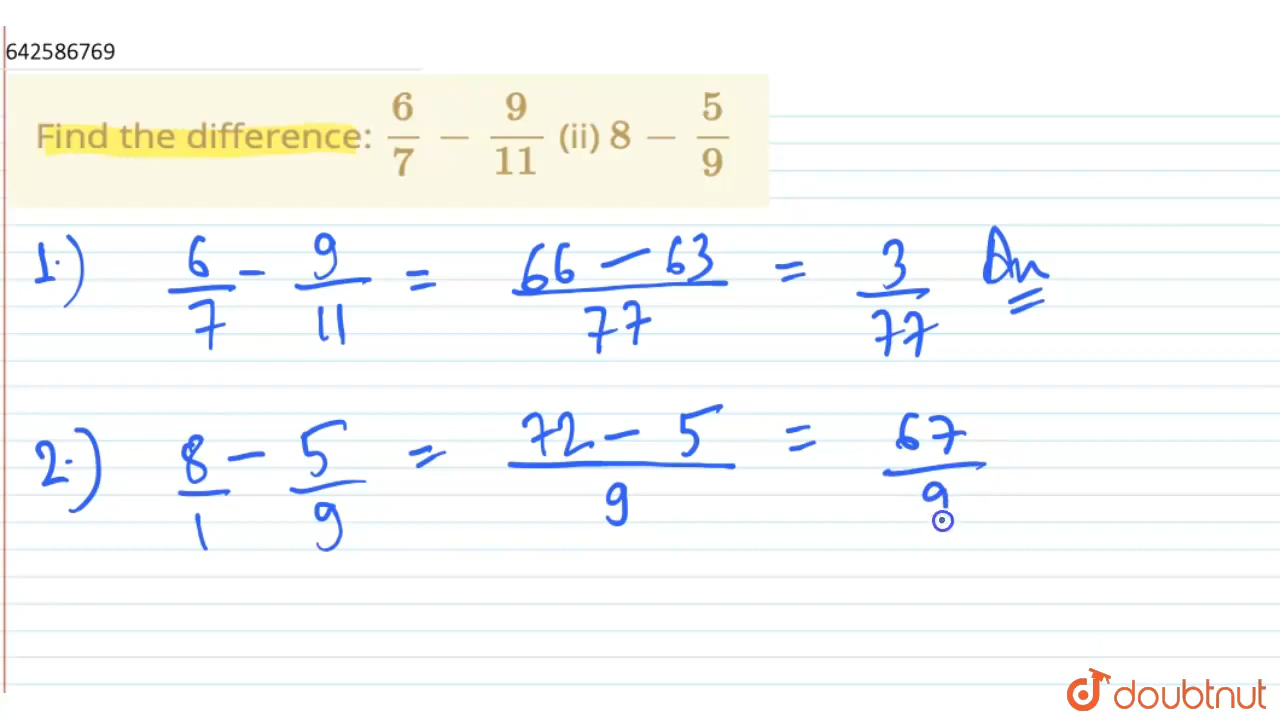 642586769
Find the difference: 6/7 − 9/11 (ii) 8 − 5/9
1.) 6/7 − 9/11 = 66 − 63/77 = 3/77 An
2.) 8/1 − 5/9 = 72 − 5/9 = 67/9
doubtnut